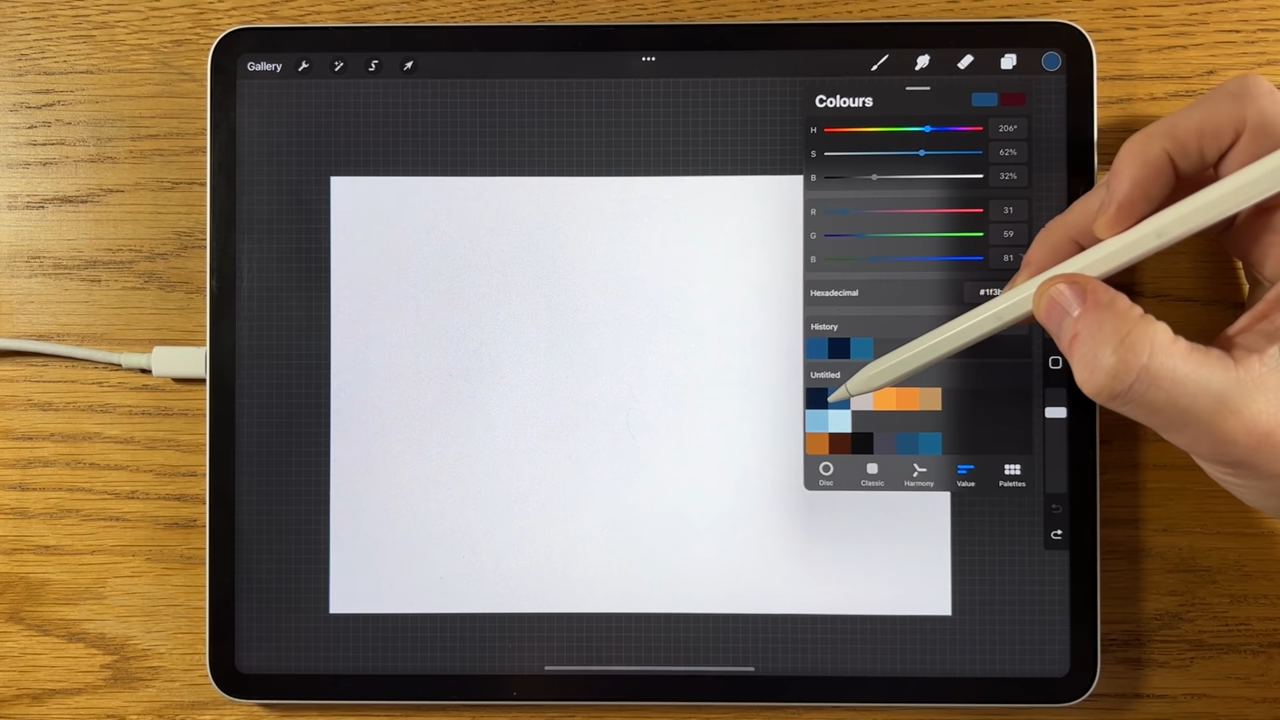 Gallery
Colours
H 206°
S 62%
B 32%
R 31
G 59
B 81
Hexadecimal
History
Untitled
Disc Classic Harmony Value Palettes